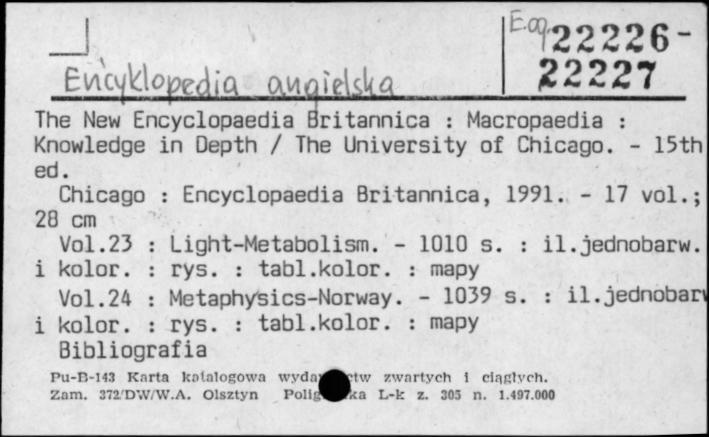 E.og 22226-
22227
Encyklopedia angielska
The New Encyclopaedia Britannica : Macropaedia :
Knowledge in Depth / The University of Chicago. - 15th
ed.
Chicago : Encyclopaedia Britannica, 1991. - 17 vol.;
28 cm
Vol.23 : Light-Metabolism. - 1010 s. : il.jednobarw.
i kolor. : rys. : tabl.kolor. : mapy
Vol.24 : Metaphysics-Norway. - 1039 s. : il.jednobarw
i kolor. : rys. : tabl.kolor. : mapy
Bibliografia
Pu-B-143 Karta katalogowa wyda ctw zwartych i ciągłych.
Zam. 372/DW/W.A. Olsztyn Polig ka L-k z. 305 n. 1.497.000